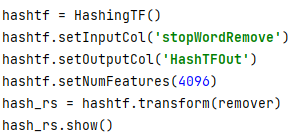 hashtf = HashingTF()
hashtf.setInputCol('stopWordRemove')
hashtf.setOutputCol('HashTFOut')
hashtf.setNumFeatures(4096)
hash_rs = hashtf.transform(remover)
hash_rs.show()